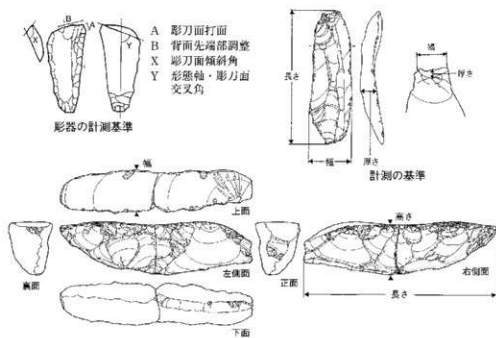 B
A
X
Y
A 彫刀面打面
B 背面先端部調整
X 彫刀面傾斜角
Y 形態軸・彫刀面
交叉角
彫器の計測基準
長さ
幅
厚さ
幅
厚さ
計測の基準
幅
上面
裏面
左側面
正面
高さ
右側面
長さ
下面